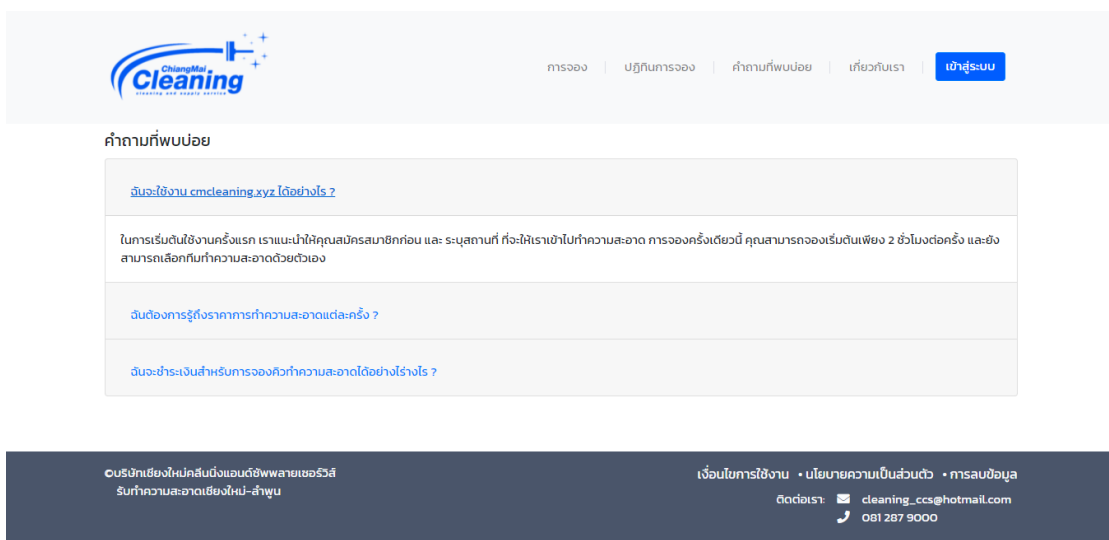 ChiangMai
Cleaning
cleaning and supply service
การจอง
ปฏิทินการจอง
คำถามที่พบบ่อย
เกี่ยวกับเรา
เข้าสู่ระบบ
คำถามที่พบบ่อย
ฉันจะใช้งาน cmcleaning.xyz ได้อย่างไร ?
ในการเริ่มต้นใช้งานครั้งแรก เราแนะนำให้คุณสมัครสมาชิกก่อน และ ระบุสถานที่ ที่จะให้เราเข้าไปทำความสะอาด การจองครั้งเดียวนี้ คุณสามารถจองเริ่มต้นเพียง 2 ชั่วโมงต่อครั้ง และยัง
สามารถเลือกทีมทำความสะอาดด้วยตัวเอง
ฉันต้องการรู้ถึงราคาการทำความสะอาดแต่ละครั้ง ?
ฉันจะชำระเงินสำหรับการจองคิวทำความสะอาดได้อย่างไร่างไร ?
©บริษัทเชียงใหม่คลีนนิ่งแอนด์ซัพพลายเซอร์วิส์
รับทำความสะอาดเชียงใหม่-ลำพูน
เงื่อนไขการใช้งาน • นโยบายความเป็นส่วนตัว • การลบข้อมูล
ติดต่อเรา: cleaning_ccs@hotmail.com
081 287 9000